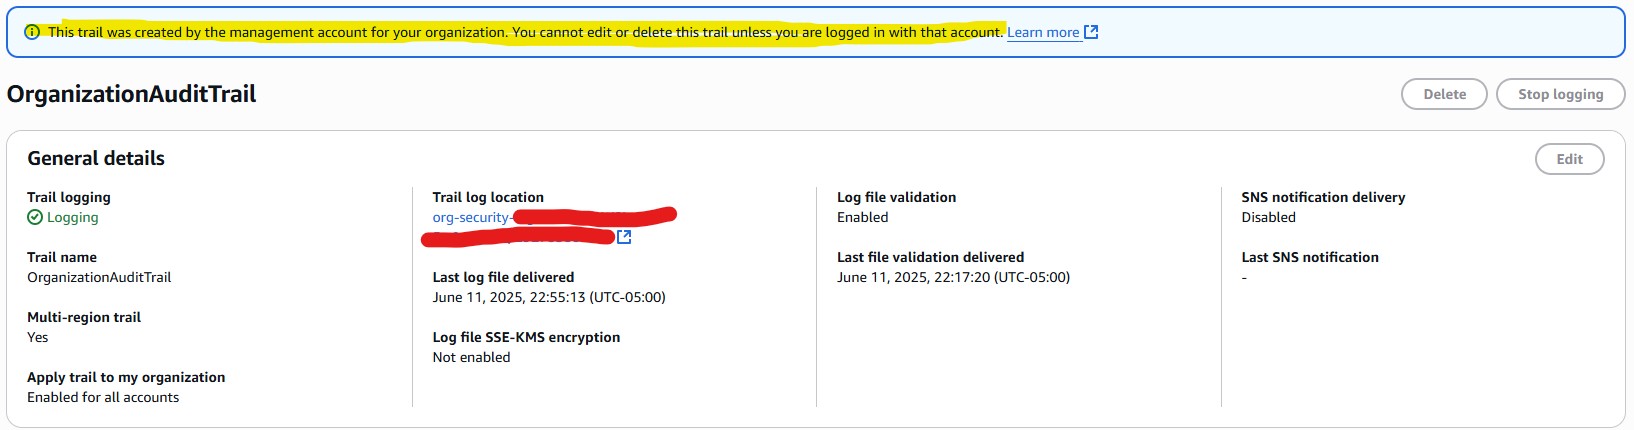 This trail was created by the management account for your organization. You cannot edit or delete this trail unless you are logged in with that account. Learn more
OrganizationAuditTrail
Delete
Stop logging
General details
Edit
Trail logging
Logging
Trail name
OrganizationAuditTrail
Multi-region trail
Yes
Apply trail to my organization
Enabled for all accounts
Trail log location
org-security-
Last log file delivered
June 11, 2025, 22:55:13 (UTC-05:00)
Log file SSE-KMS encryption
Not enabled
Log file validation
Enabled
Last file validation delivered
June 11, 2025, 22:17:20 (UTC-05:00)
SNS notification delivery
Disabled
Last SNS notification
-